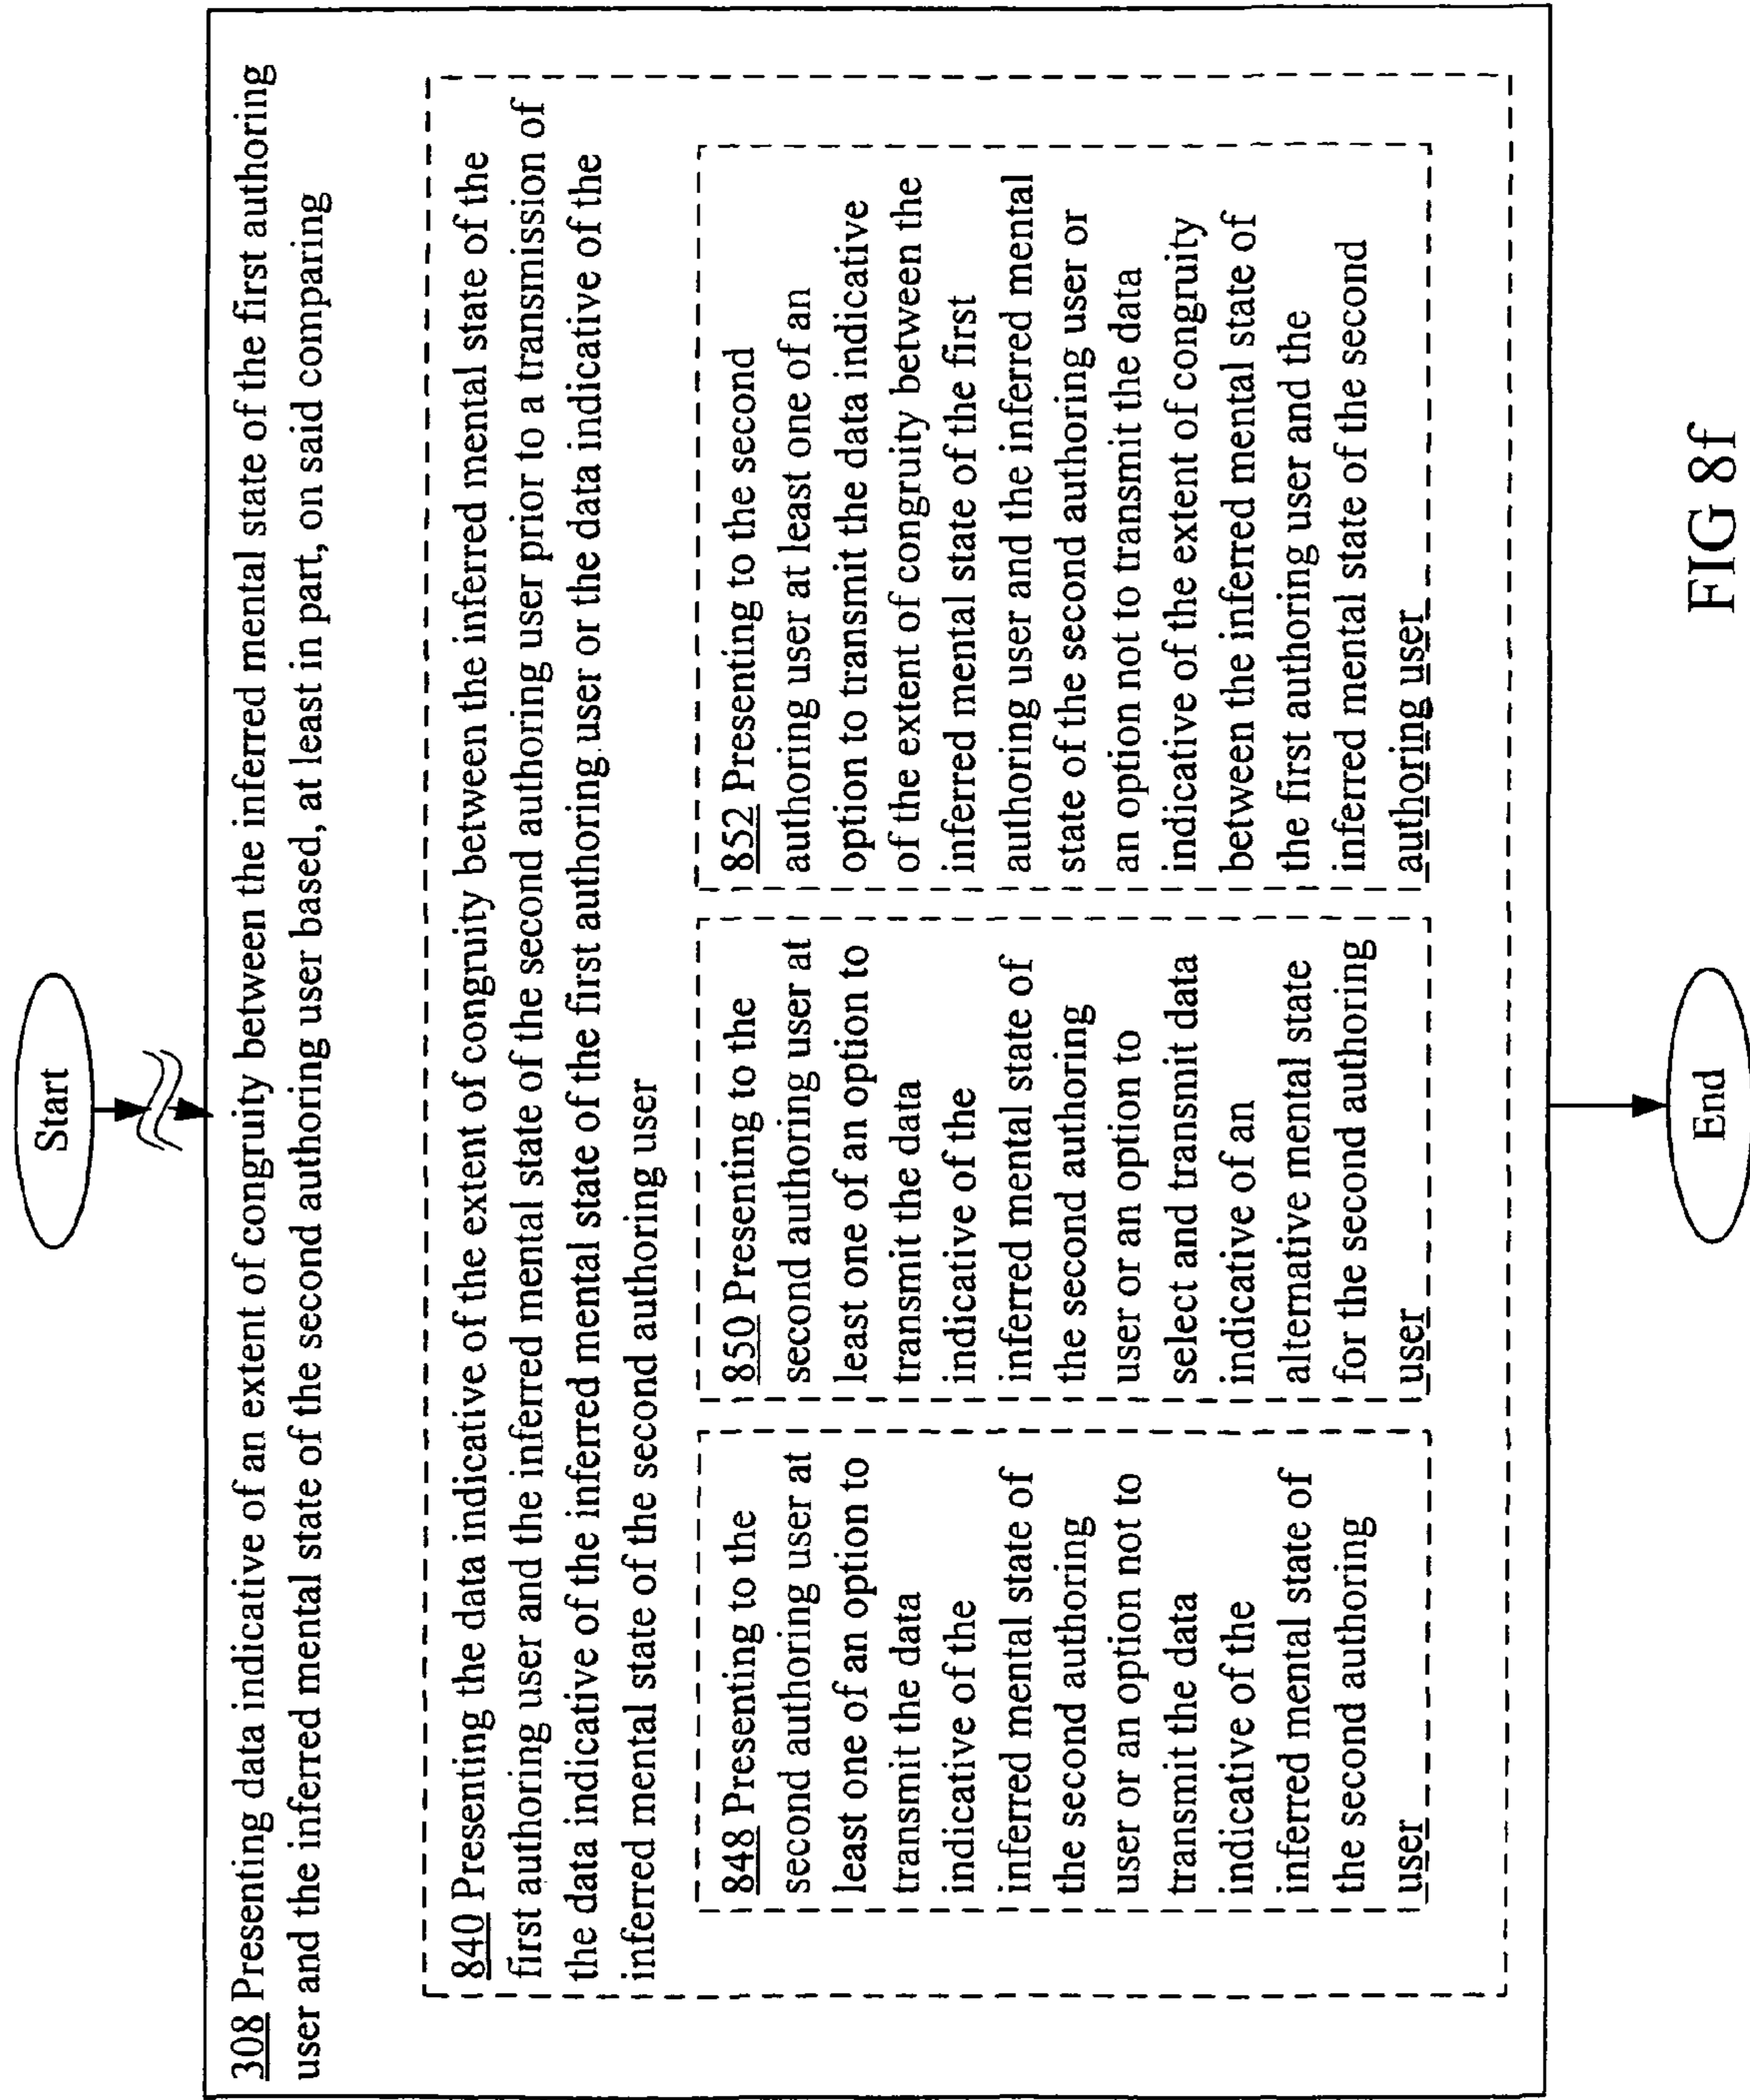 Start
308 Presenting data indicative of an extent of congruity between the inferred mental state of the first authoring
user and the inferred mental state of the second authoring user based, at least in part, on said comparing
840 Presenting the data indicative of the extent of congruity between the inferred mental state of the
first authoring user and the inferred mental state of the second authoring user prior to a transmission of
the data indicative of the inferred mental state of the first authoring user or the data indicative of the
inferred mental state of the second authoring user
848 Presenting to the
second authoring user at
least one of an option to
transmit the data
indicative of the
inferred mental state of
the second authoring
user or an option not to
transmit the data
indicative of the
inferred mental state of
the second authoring
user
850 Presenting to the
second authoring user at
least one of an option to
transmit the data
indicative of the
inferred mental state of
the second authoring
user or an option to
select and transmit data
indicative of an
alternative mental state
for the second authoring
user
852 Presenting to the second
authoring user at least one of an
option to transmit the data indicative
of the extent of congruity between the
inferred mental state of the first
authoring user and the inferred mental
state of the second authoring user or
an option not to transmit the data
indicative of the extent of congruity
between the inferred mental state of
the first authoring user and the
inferred mental state of the second
authoring user
End
FIG 8f